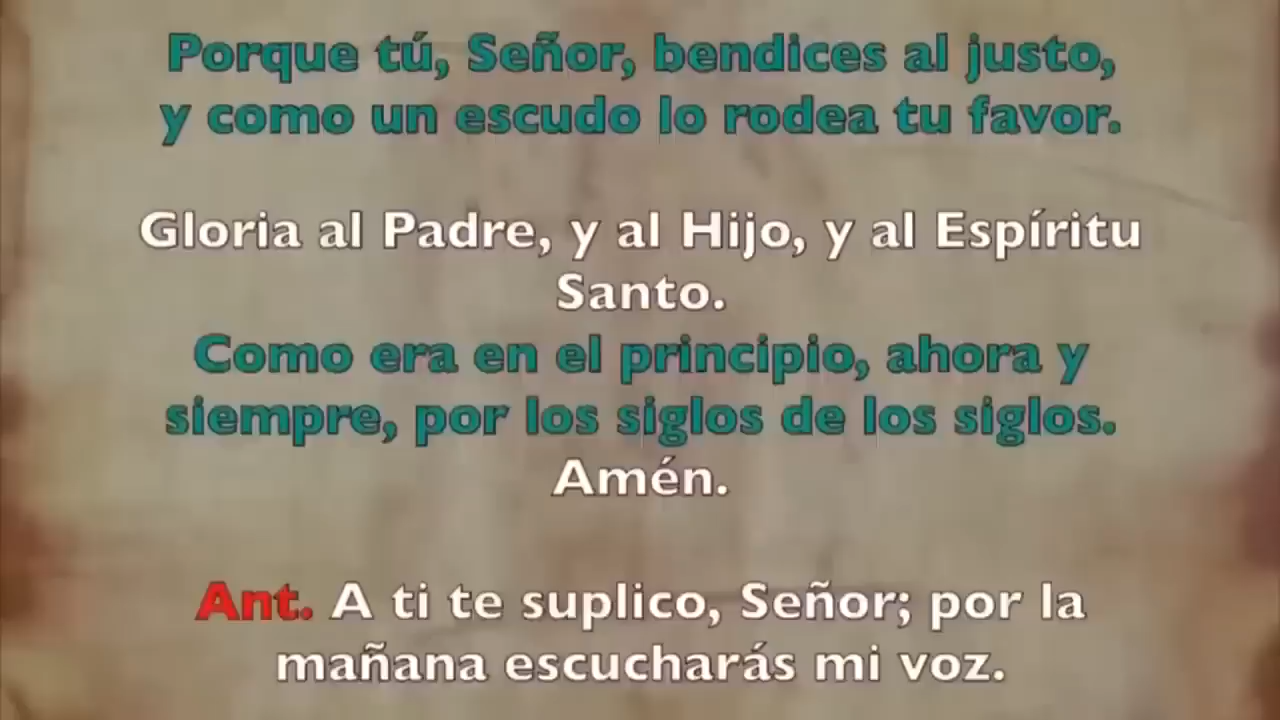 Porque tú, Señor, bendices al justo,
y como un escudo lo rodea tu favor.
Gloria al Padre, y al Hijo, y al Espíritu
Santo.
Como era en el principio, ahora y
siempre, por los siglos de los siglos.
Amén.
Ant. A ti te suplico, Señor; por la
mañana escucharás mi voz.